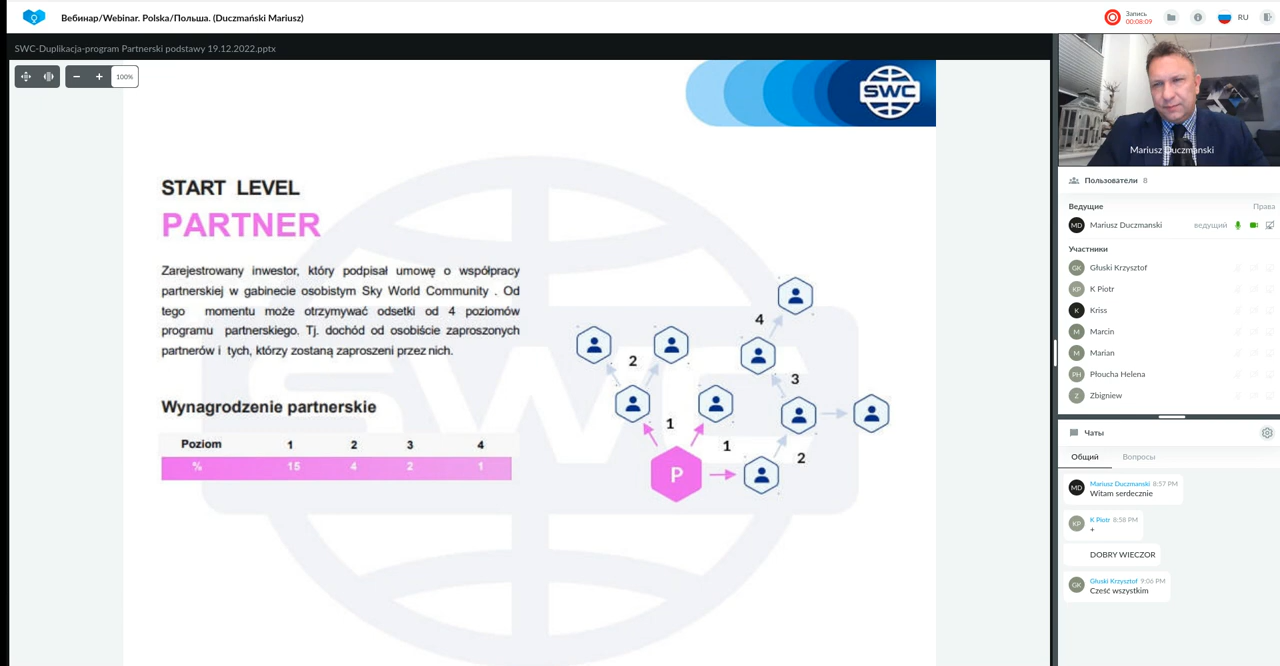 Вебинар/Webinar. Polska/Польша. (Duczmański Mariusz)
Запись
00:08:09
RU
SWC-Duplikacja-program Partnerski podstawy 19.12.2022.pptx
100%
SWC
START LEVEL
PARTNER
Zarejestrowany inwestor, który podpisał umowę o współpracy
partnerskiej w gabinecie osobistym Sky World Community . Od
tego momentu może otrzymywać odsetki od 4 poziomów
programu partnerskiego. Tj. dochód od osobiście zaproszonych
partnerów i tych, którzy zostaną zaproszeni przez nich.
Wynagrodzenie partnerskie
Poziom 1 2 3 4
% 15 4 2 1
4
2
3
1
1
2
P
SWC
Mariusz Duczmanski
Пользователи 8
Ведущие Права
MD Mariusz Duczmanski ведущий
Участники
GK Głuski Krzysztof
KP K Piotr
K Kriss
M Marcin
M Marian
PH Płoucha Helena
Z Zbigniew
Чаты
Общий Вопросы
MD Mariusz Duczmanski 8:57 PM
Witam serdecznie
KP K Piotr 8:58 PM
+
DOBRY WIECZOR
GK Głuski Krzysztof 9:06 PM
Cześć wszystkim